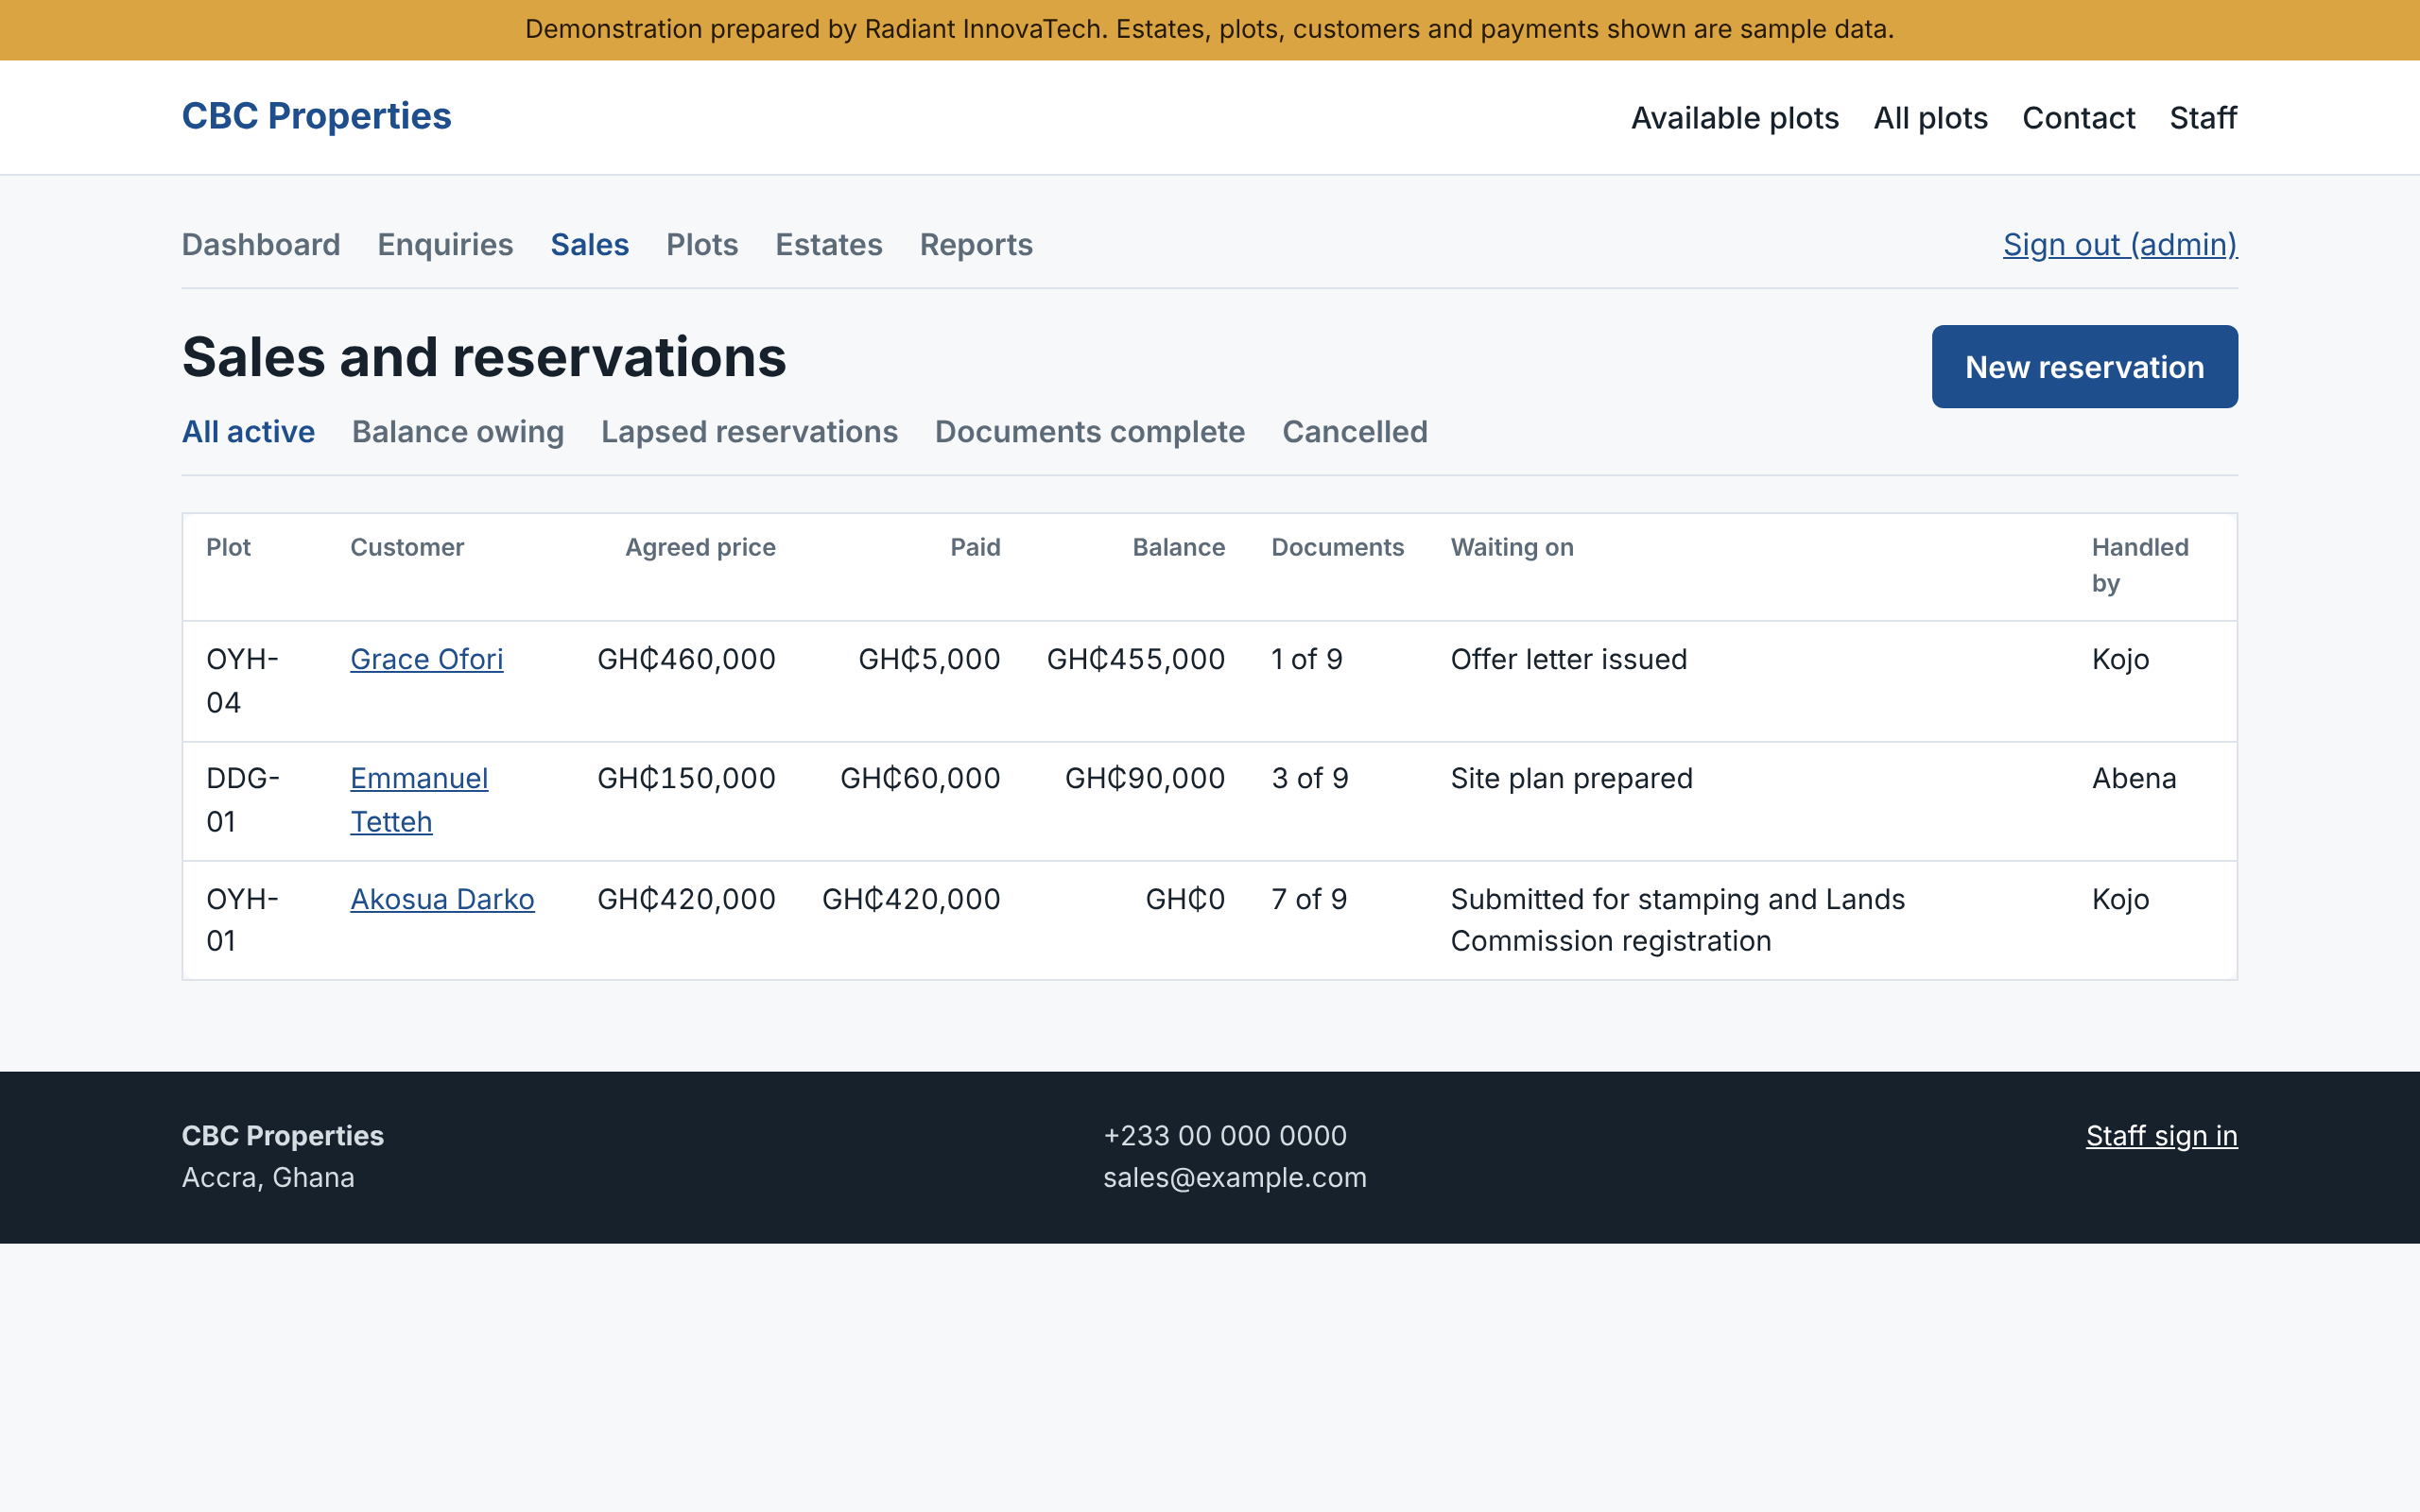 Demonstration prepared by Radiant InnovaTech. Estates, plots, customers and payments shown are sample data.
CBC Properties
Available plots All plots Contact Staff
Dashboard Enquiries Sales Plots Estates Reports Sign out (admin)
Sales and reservations
New reservation
All active Balance owing Lapsed reservations Documents complete Cancelled
Plot Customer Agreed price Paid Balance Documents Waiting on Handled
by
OYH- Grace Ofori GH₵460,000 GH₵5,000 GH₵455,000 1 of 9 Offer letter issued Kojo
04
DDG- Emmanuel GH₵150,000 GH₵60,000 GH₵90,000 3 of 9 Site plan prepared Abena
01 Tetteh
OYH- Akosua Darko GH₵420,000 GH₵420,000 GH₵0 7 of 9 Submitted for stamping and Lands Kojo
01 Commission registration
CBC Properties +233 00 000 0000 Staff sign in
Accra, Ghana sales@example.com